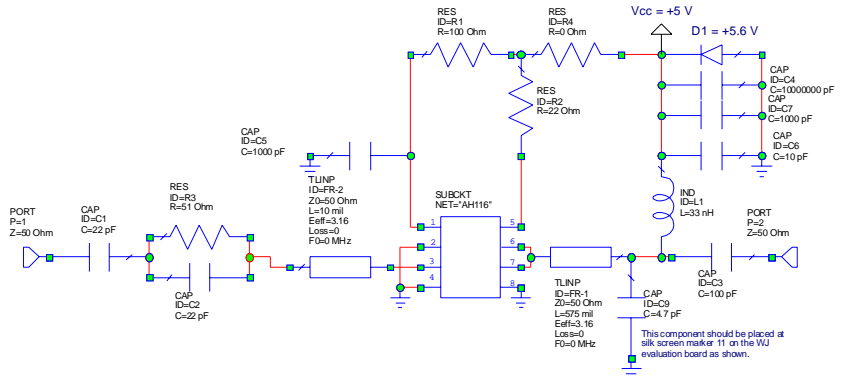 RES
ID=R1
R=100 Ohm
RES
ID=R4
R=0 Ohm
Vcc = +5 V
D1 = +5.6 V
CAP
ID=C4
C=10000000 pF
CAP
ID=C7
C=1000 pF
CAP
ID=C6
C=10 pF
RES
ID=R2
R=22 Ohm
CAP
ID=C5
C=1000 pF
TLINP
ID=FR-2
Z0=50 Ohm
L=10 mil
Eeff=3.16
Loss=0
F0=0 MHz
SUBCKT
NET="AH116"
1
2
3
4
5
6
7
8
IND
ID=L1
L=33 nH
PORT
P=1
Z=50 Ohm
CAP
ID=C1
C=22 pF
RES
ID=R3
R=51 Ohm
CAP
ID=C2
C=22 pF
PORT
P=2
Z=50 Ohm
CAP
ID=C3
C=100 pF
TLINP
ID=FR-1
Z0=50 Ohm
L=575 mil
Eeff=3.16
Loss=0
F0=0 MHz
CAP
ID=C9
C=4.7 pF
This component should be placed at
silk screen marker 11 on the WJ
evaluation board as shown.